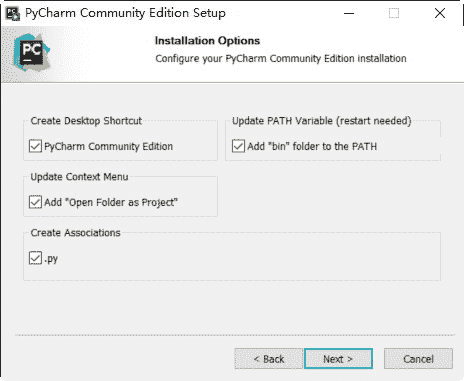 PyCharm Community Edition Setup
PC
Installation Options
Configure your PyCharm Community Edition installation
Create Desktop Shortcut
PyCharm Community Edition
Update PATH Variable (restart needed)
Add "bin" folder to the PATH
Update Context Menu
Add "Open Folder as Project"
Create Associations
.py
< Back
Next >
Cancel